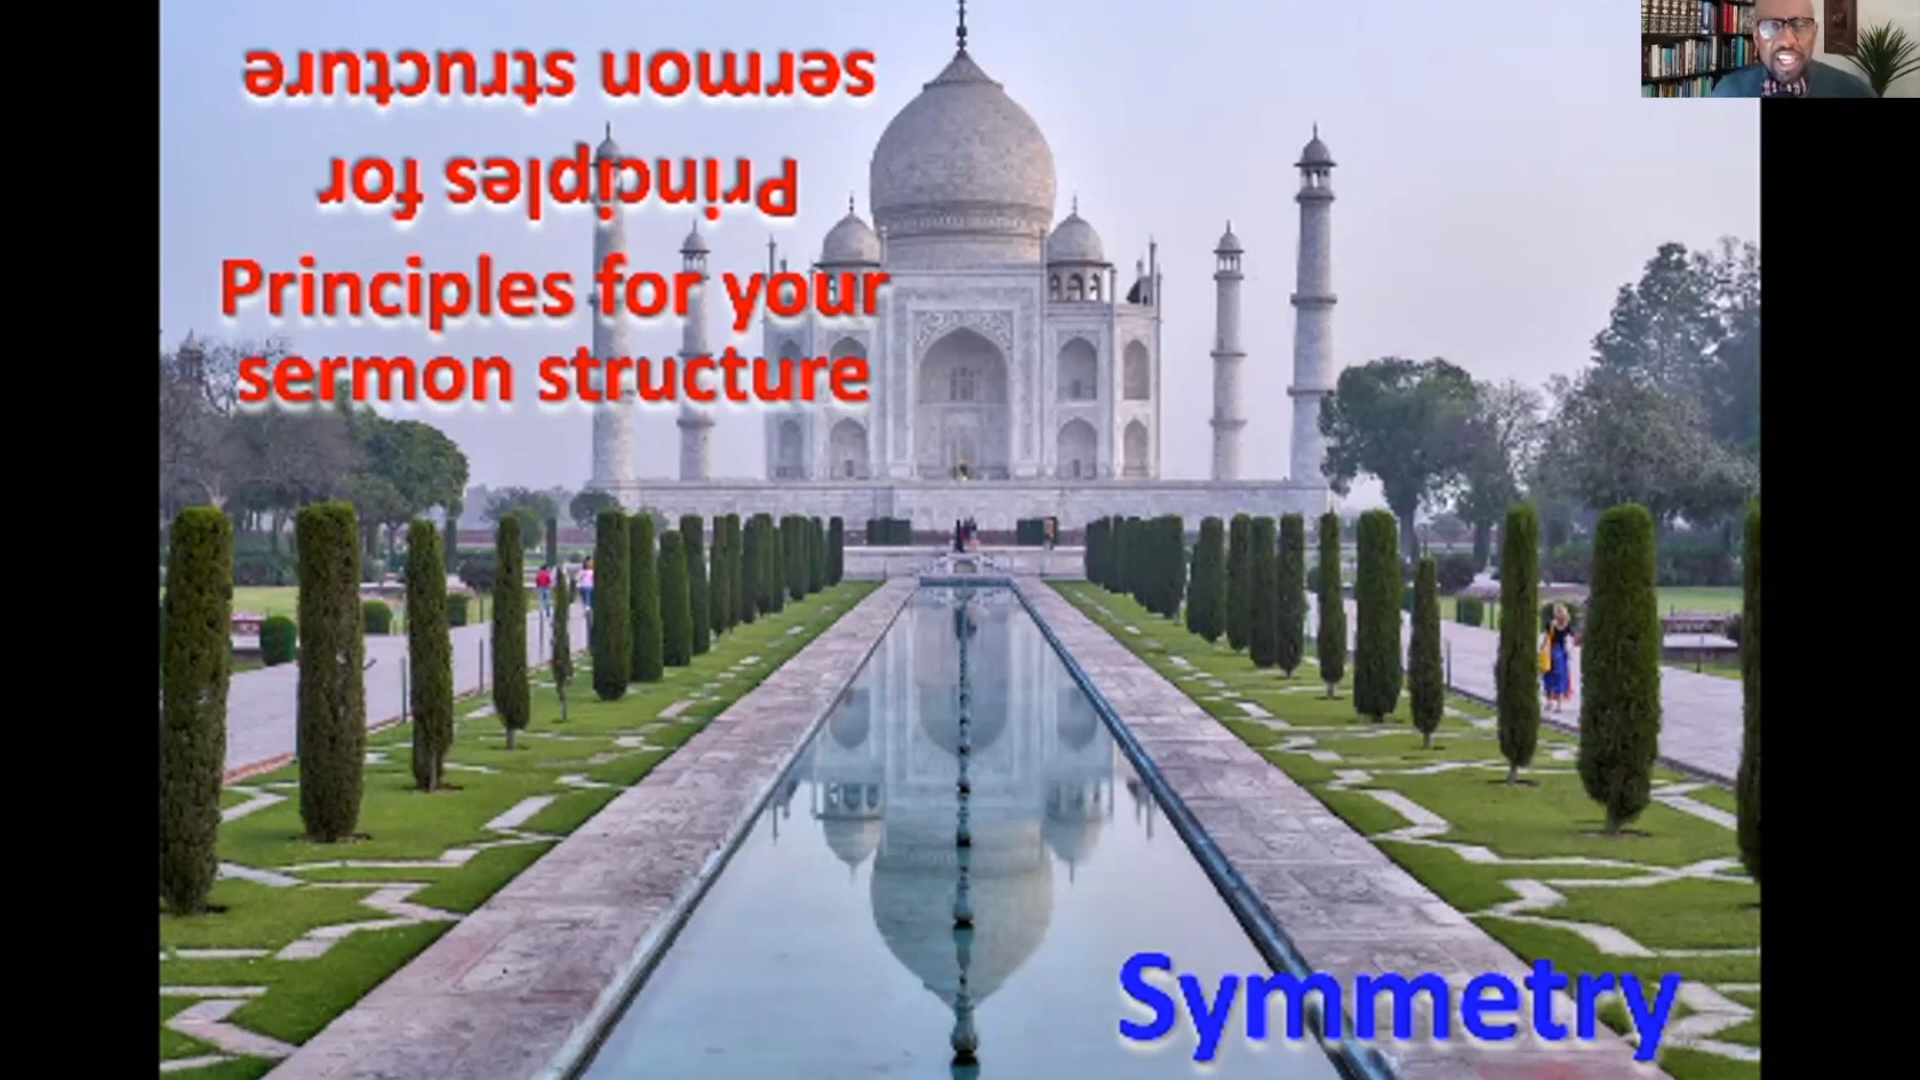 Principles for
sermon structure
Principles for your
sermon structure
Symmetry